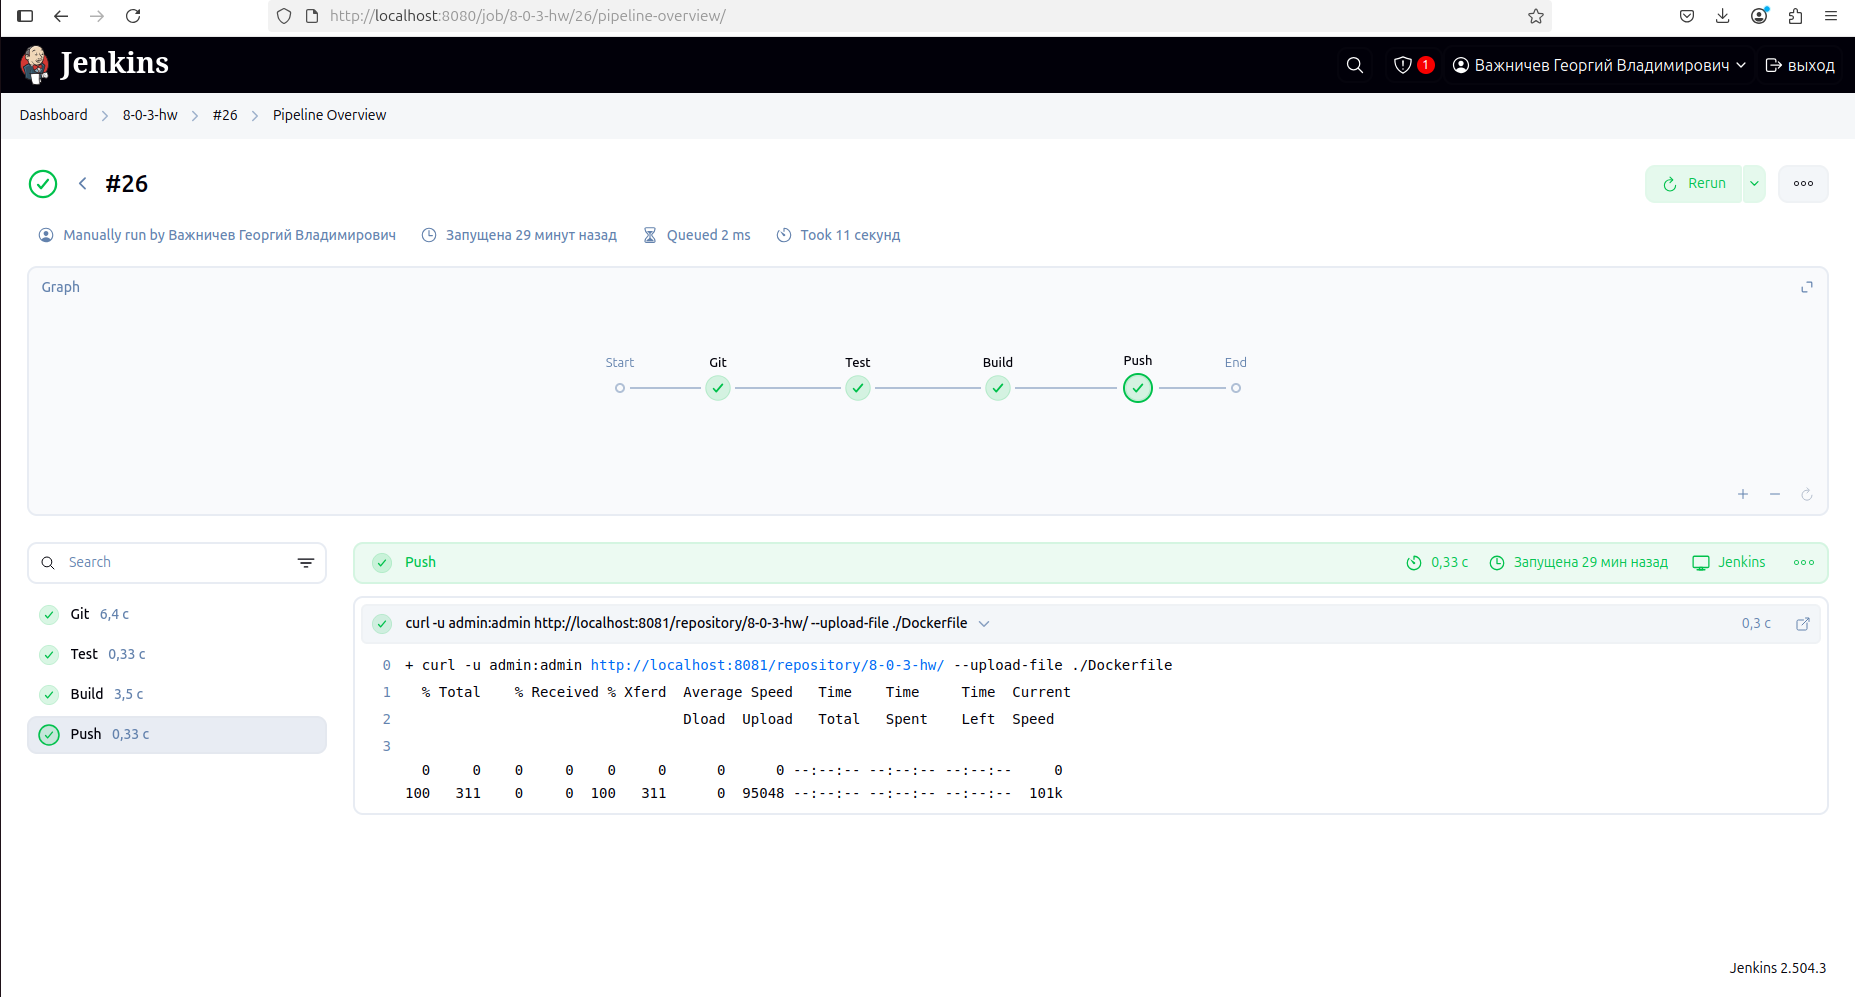 http://localhost:8080/job/8-0-3-hw/26/pipeline-overview/
Jenkins
1
Важничев Георгий Владимирович
выход
Dashboard
8-0-3-hw
#26
Pipeline Overview
#26
Rerun
Manually run by Важничев Георгий Владимирович
Запущена 29 минут назад
Queued 2 ms
Took 11 секунд
Graph
Start
Git
Test
Build
Push
End
Search
Git 6,4 с
Test 0,33 с
Build 3,5 с
Push 0,33 с
Push
0,33 с
Запущена 29 мин назад
Jenkins
curl -u admin:admin http://localhost:8081/repository/8-0-3-hw/ --upload-file ./Dockerfile
0,3 с
0 + curl -u admin:admin http://localhost:8081/repository/8-0-3-hw/ --upload-file ./Dockerfile
1 % Total % Received % Xferd Average Speed Time Time Time Current
2 Dload Upload Total Spent Left Speed
3
0 0 0 0 0 0 0 0 --:--:-- --:--:-- --:--:-- 0
100 311 0 0 100 311 0 95048 --:--:-- --:--:-- --:--:-- 101k
Jenkins 2.504.3